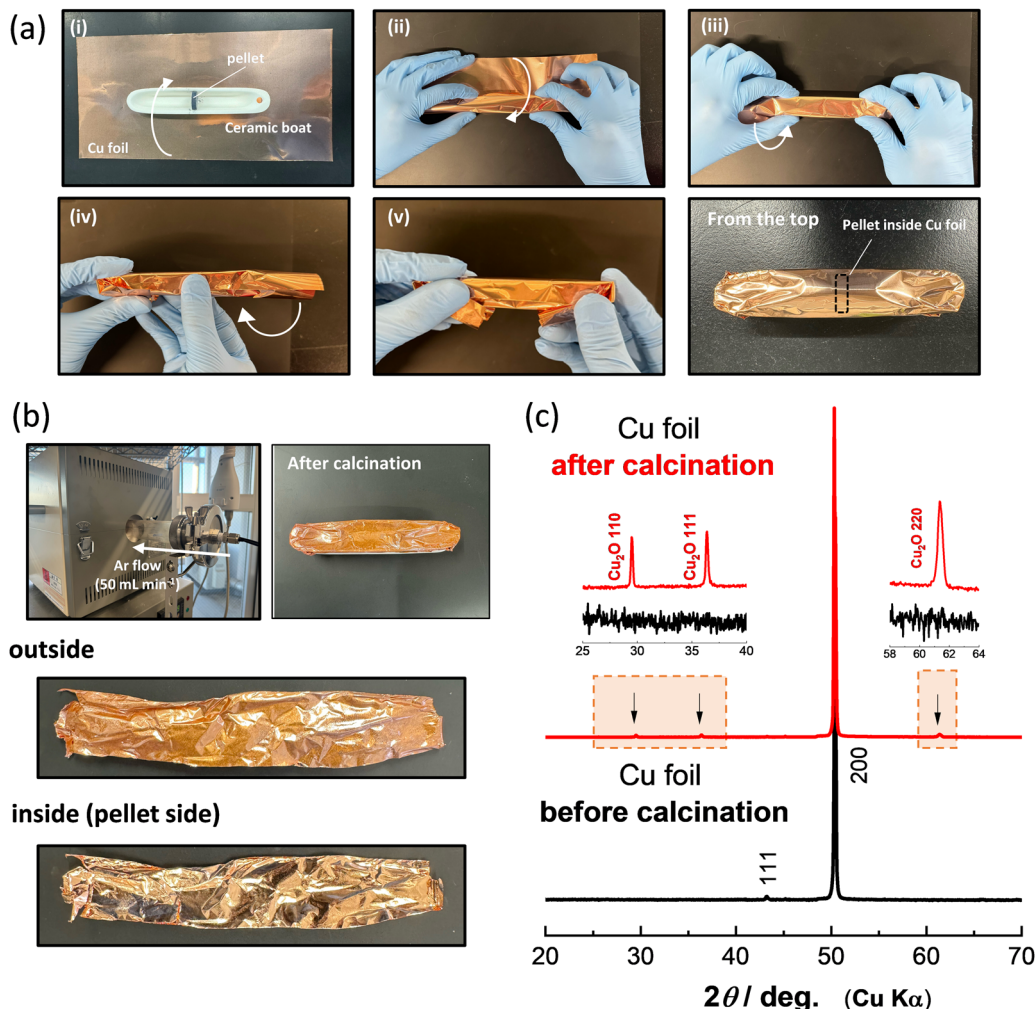 (a)
(i)
pellet
Ceramic boat
Cu foil
(ii)
(iii)
(iv)
(v)
From the top
Pellet inside Cu foil
(b)
Ar flow
(50 mL min⁻¹)
After calcination
outside
inside (pellet side)
(c)
Cu foil
after calcination
Cu₂O 110
Cu₂O 111
Cu₂O 220
25 30 35 40
58 60 62 64
Cu foil
before calcination
111
200
20 30 40 50 60 70
2θ / deg. (Cu Kα)